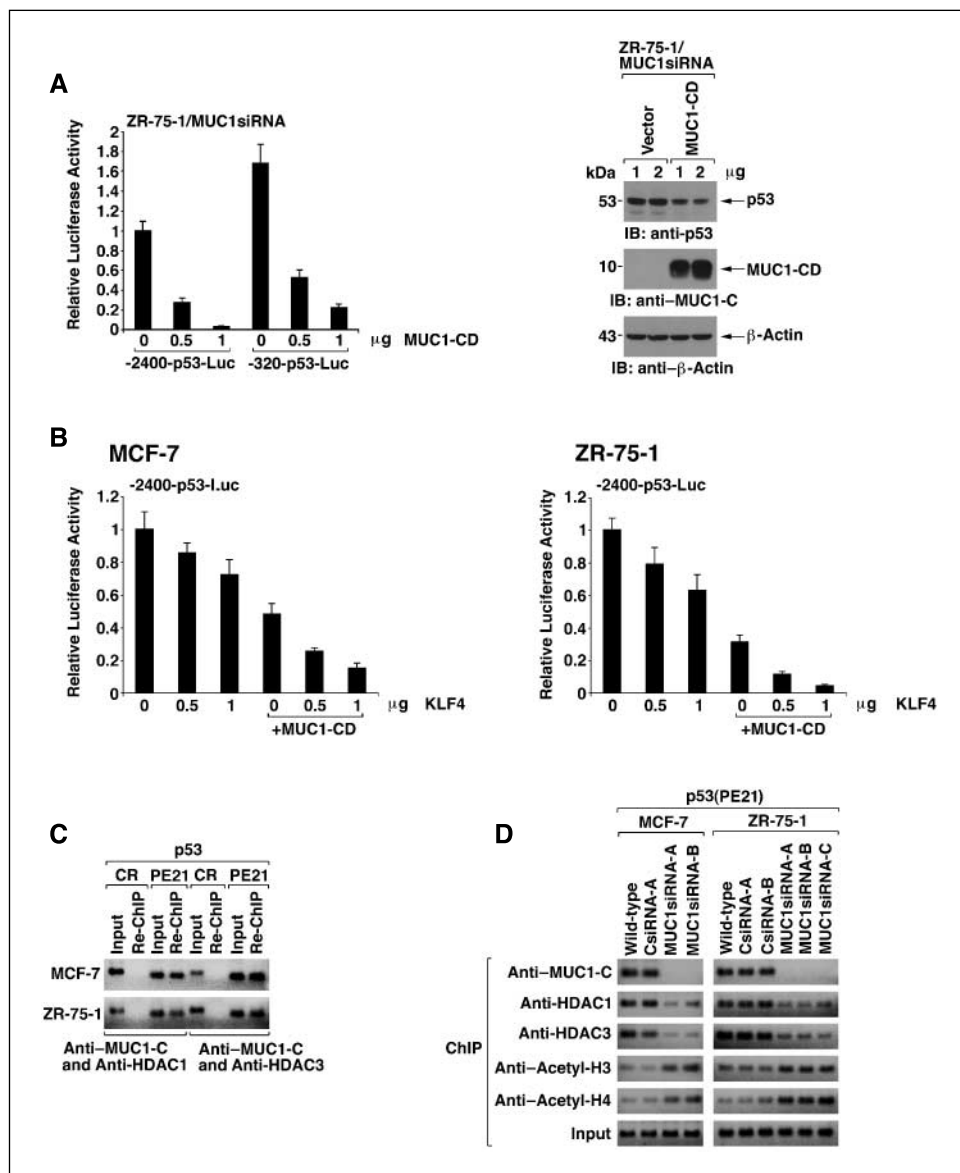 A
ZR-75-1/MUC1siRNA
Relative Luciferase Activity
2
1.8
1.6
1.4
1.2
1
0.8
0.6
0.4
0.2
0
0 0.5 1 0 0.5 1 μg MUC1-CD
-2400-p53-Luc -320-p53-Luc
ZR-75-1/
MUC1siRNA
Vector
MUC1-CD
kDa 1 2 1 2 μg
53- p53
IB: anti-p53
10- MUC1-CD
IB: anti–MUC1-C
43- β-Actin
IB: anti–β-Actin
B
MCF-7
-2400-p53-l.uc
Relative Luciferase Activity
1.2
1
0.8
0.6
0.4
0.2
0
0 0.5 1 0 0.5 1 μg KLF4
+MUC1-CD
ZR-75-1
-2400-p53-Luc
Relative Luciferase Activity
1.2
1
0.8
0.6
0.4
0.2
0
0 0.5 1 0 0.5 1 μg KLF4
+MUC1-CD
C
p53
CR PE21 CR PE21
Input
Re-ChIP
Input
Re-ChIP
Input
Re-ChIP
Input
Re-ChIP
MCF-7
ZR-75-1
Anti–MUC1-C
and Anti-HDAC1
Anti–MUC1-C
and Anti-HDAC3
D
p53(PE21)
MCF-7 ZR-75-1
Wild-type
CsiRNA-A
MUC1siRNA-A
MUC1siRNA-B
Wild-type
CsiRNA-A
CsiRNA-B
MUC1siRNA-A
MUC1siRNA-B
MUC1siRNA-C
ChIP
Anti–MUC1-C
Anti-HDAC1
Anti-HDAC3
Anti–Acetyl-H3
Anti–Acetyl-H4
Input